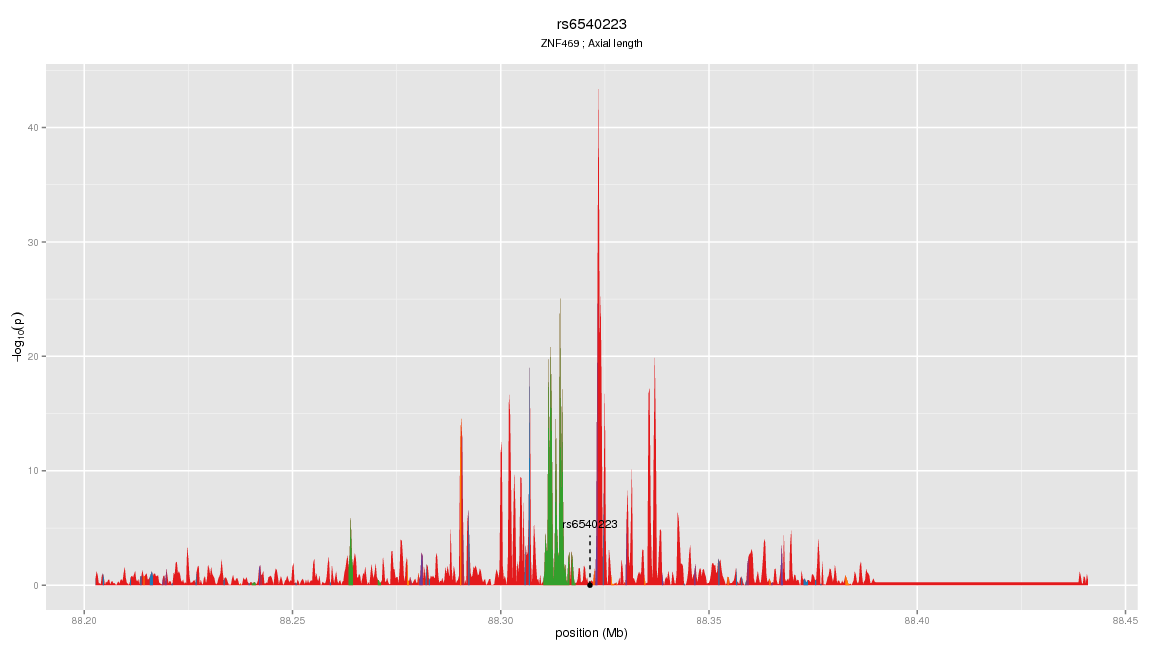 rs6540223
ZNF469 ; Axial length
40
30
20
10
0
−log10(p)
rs6540223
88.20 88.25 88.30 88.35 88.40 88.45
position (Mb)